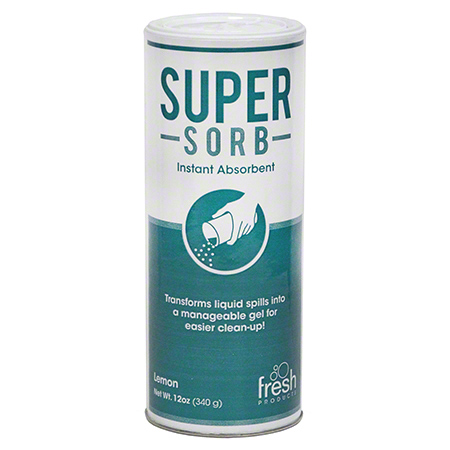 SUPER
SORB
Instant Absorbent
Transforms liquid spills into
a manageable gel for
easier clean-up!
Lemon
Net Wt. 12oz (340 g)
fresh
PRODUCTS